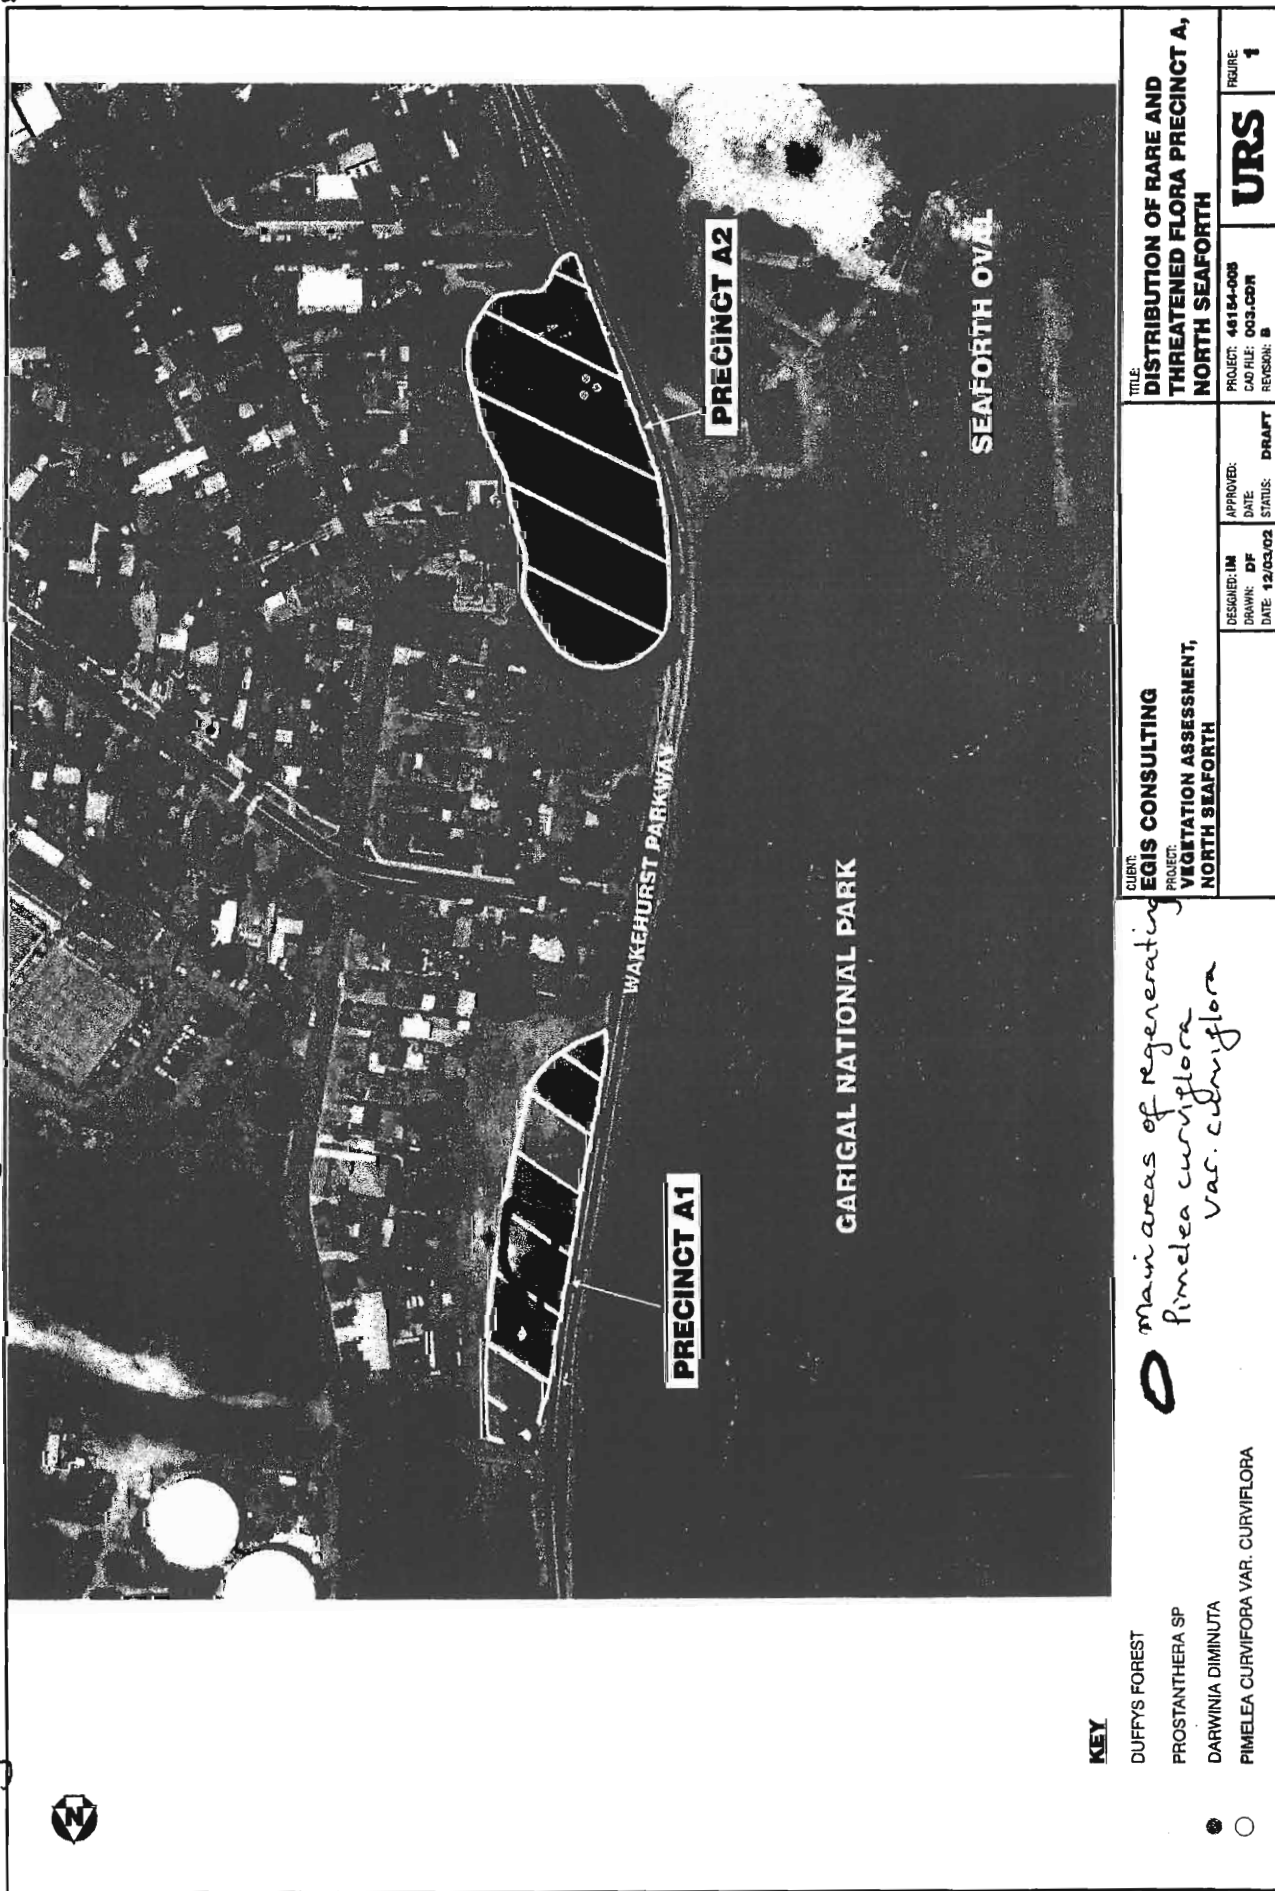 N
PRECINCT A1
PRECINCT A2
WAKEHURST PARKWAY
GARIGAL NATIONAL PARK
SEAFORTH OVAL
KEY
DUFFYS FOREST
PROSTANTHERA SP
DARWINIA DIMINUTA
PIMELEA CURVIFORA VAR. CURVIFLORA
Main areas of regenerating
Pimelea curviflora
var. curviflora
CLIENT:
EGIS CONSULTING
PROJECT:
VEGETATION ASSESSMENT,
NORTH SEAFORTH
DESIGNED: IM
DRAWN: DF
DATE: 12/03/02
APPROVED:
DATE:
STATUS: DRAFT
TITLE:
DISTRIBUTION OF RARE AND
THREATENED FLORA PRECINCT A,
NORTH SEAFORTH
PROJECT: 46184-005
CAD FILE: 003.CDR
REVISION: B
URS
FIGURE:
1